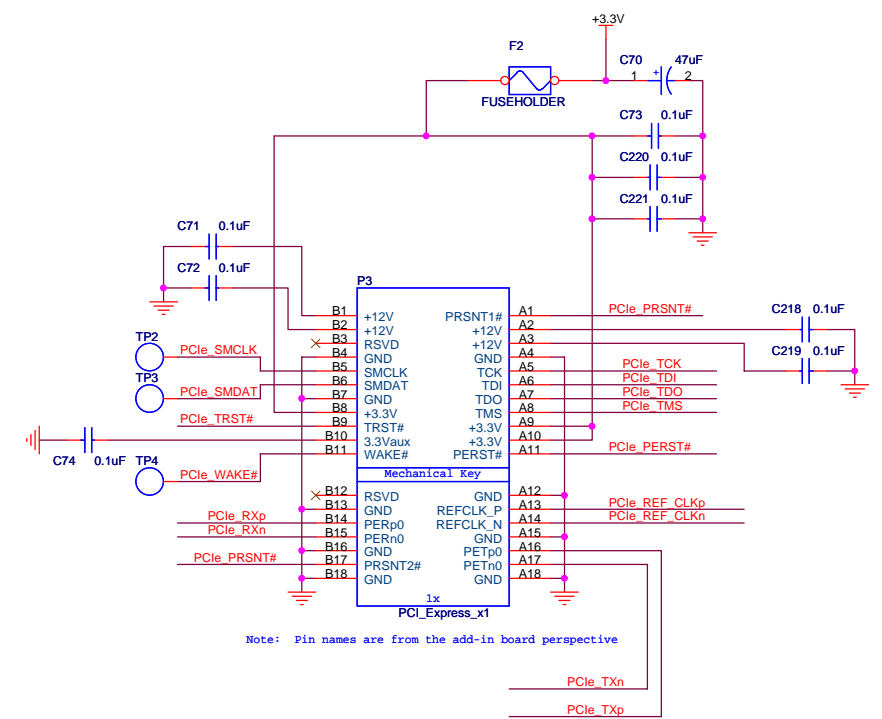 +3.3V
F2
FUSEHOLDER
C70 47uF
1 + 2
C73 0.1uF
C220 0.1uF
C221 0.1uF
C71 0.1uF
C72 0.1uF
P3
B1 +12V PRSNT1# A1 PCIe_PRSNT#
B2 +12V +12V A2
B3 RSVD +12V A3
B4 GND GND A4
B5 SMCLK TCK A5 PCIe_TCK
B6 SMDAT TDI A6 PCIe_TDI
B7 GND TDO A7 PCIe_TDO
B8 +3.3V TMS A8 PCIe_TMS
B9 TRST# +3.3V A9
B10 3.3Vaux +3.3V A10
B11 WAKE# PERST# A11 PCIe_PERST#
C218 0.1uF
C219 0.1uF
TP2
PCIe_SMCLK
TP3
PCIe_SMDAT
PCIe_TRST#
C74 0.1uF
TP4
PCIe_WAKE#
Mechanical Key
B12 RSVD GND A12
B13 GND REFCLK_P A13 PCIe_REF_CLKp
PCIe_RXp B14 PERp0 REFCLK_N A14 PCIe_REF_CLKn
PCIe_RXn B15 PERn0 GND A15
B16 GND PETp0 A16
PCIe_PRSNT# B17 PRSNT2# PETn0 A17
B18 GND GND A18
1x
PCI_Express_x1
Note: Pin names are from the add-in board perspective
PCIe_TXn
PCIe_TXp